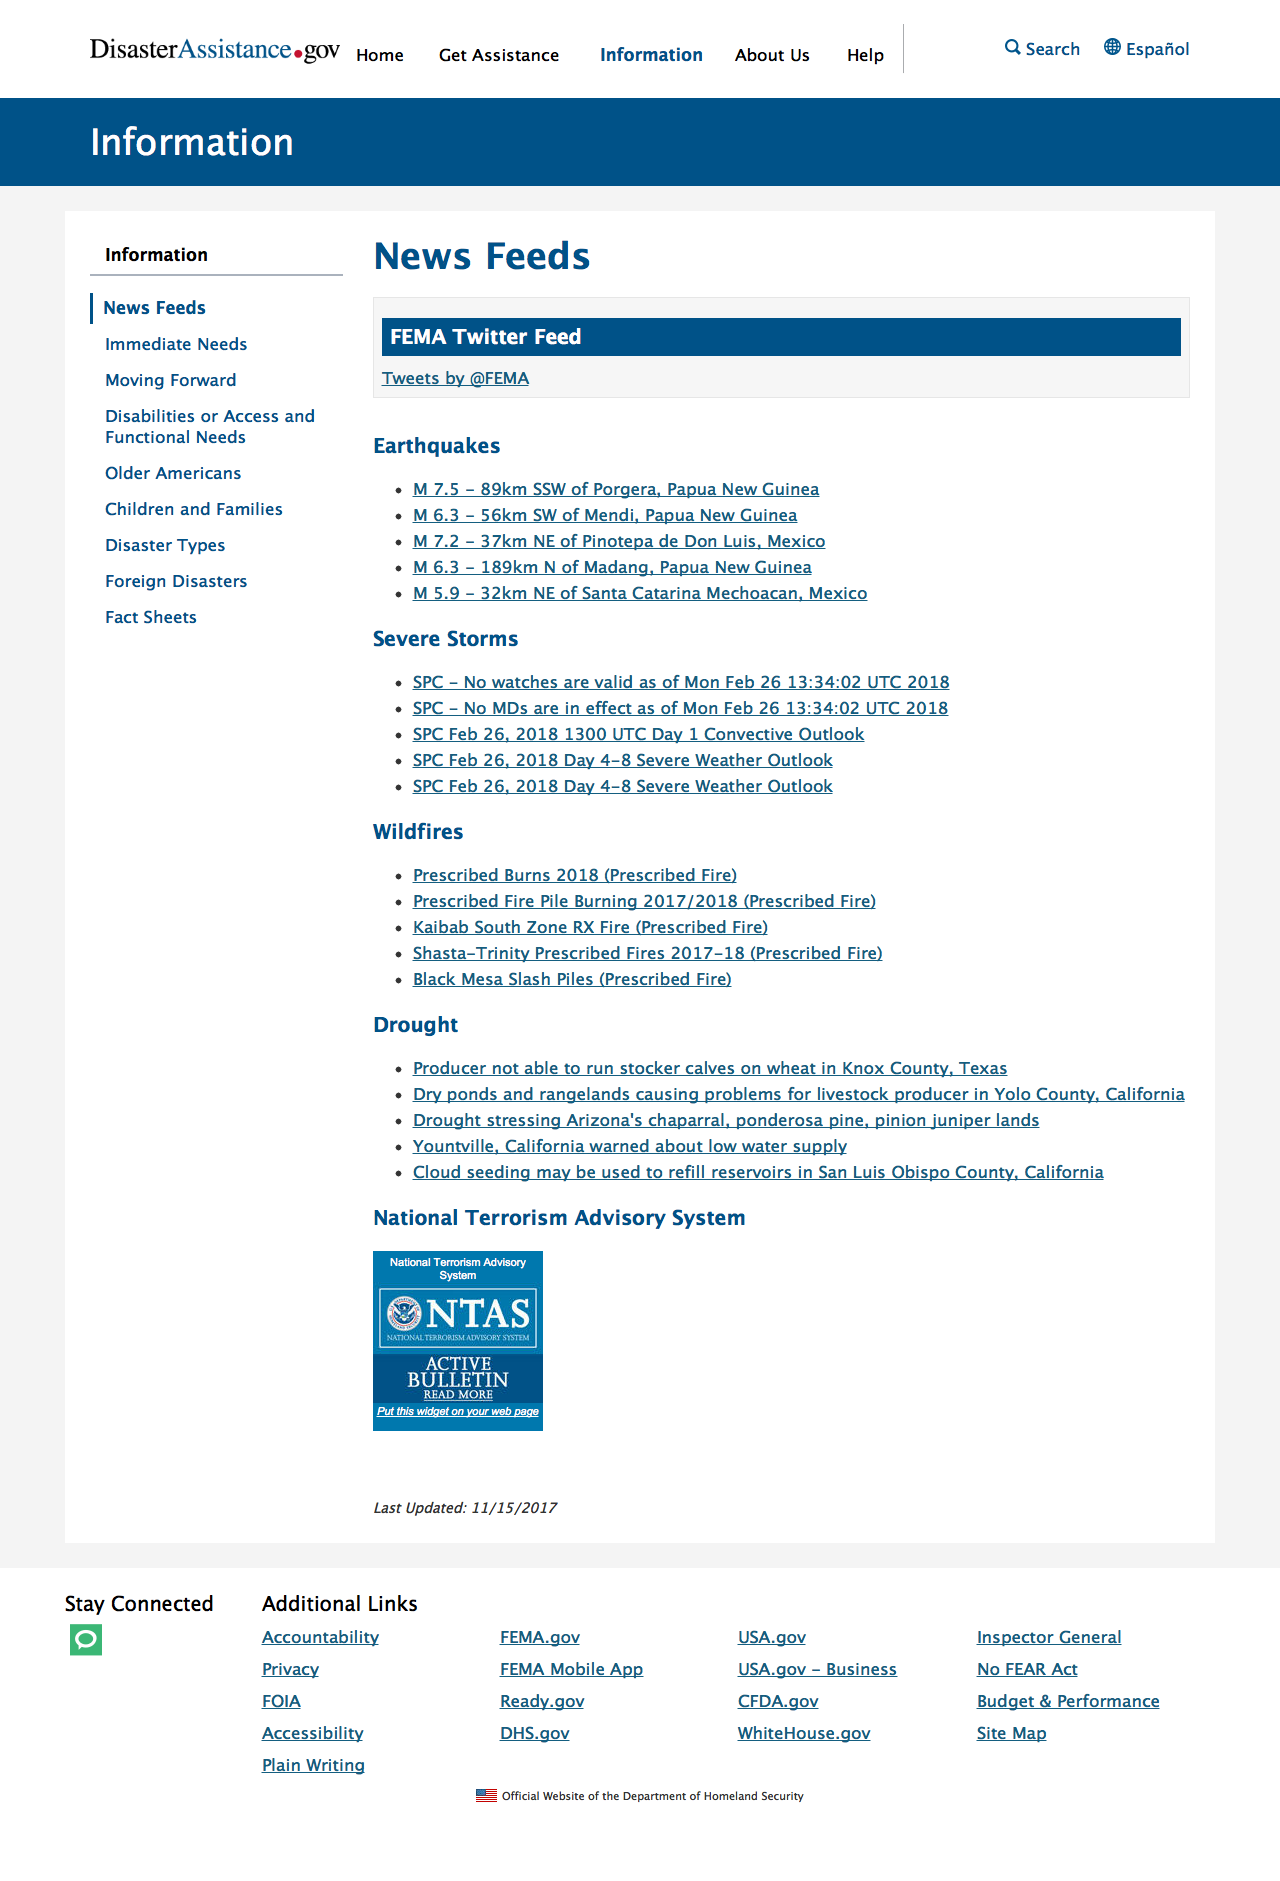 DisasterAssistance.gov
Home
Get Assistance
Information
About Us
Help
Search
Español
Information
Information
News Feeds
Immediate Needs
Moving Forward
Disabilities or Access and
Functional Needs
Older Americans
Children and Families
Disaster Types
Foreign Disasters
Fact Sheets
News Feeds
FEMA Twitter Feed
Tweets by @FEMA
Earthquakes
M 7.5 - 89km SSW of Porgera, Papua New Guinea
M 6.3 - 56km SW of Mendi, Papua New Guinea
M 7.2 - 37km NE of Pinotepa de Don Luis, Mexico
M 6.3 - 189km N of Madang, Papua New Guinea
M 5.9 - 32km NE of Santa Catarina Mechoacan, Mexico
Severe Storms
SPC - No watches are valid as of Mon Feb 26 13:34:02 UTC 2018
SPC - No MDs are in effect as of Mon Feb 26 13:34:02 UTC 2018
SPC Feb 26, 2018 1300 UTC Day 1 Convective Outlook
SPC Feb 26, 2018 Day 4-8 Severe Weather Outlook
SPC Feb 26, 2018 Day 4-8 Severe Weather Outlook
Wildfires
Prescribed Burns 2018 (Prescribed Fire)
Prescribed Fire Pile Burning 2017/2018 (Prescribed Fire)
Kaibab South Zone RX Fire (Prescribed Fire)
Shasta-Trinity Prescribed Fires 2017-18 (Prescribed Fire)
Black Mesa Slash Piles (Prescribed Fire)
Drought
Producer not able to run stocker calves on wheat in Knox County, Texas
Dry ponds and rangelands causing problems for livestock producer in Yolo County, California
Drought stressing Arizona's chaparral, ponderosa pine, pinion juniper lands
Yountville, California warned about low water supply
Cloud seeding may be used to refill reservoirs in San Luis Obispo County, California
National Terrorism Advisory System
National Terrorism Advisory
System
NTAS
NATIONAL TERRORISM ADVISORY SYSTEM
ACTIVE
BULLETIN
READ MORE
Put this widget on your web page
Last Updated: 11/15/2017
Stay Connected
Additional Links
Accountability
Privacy
FOIA
Accessibility
Plain Writing
FEMA.gov
FEMA Mobile App
Ready.gov
DHS.gov
USA.gov
USA.gov - Business
CFDA.gov
WhiteHouse.gov
Inspector General
No FEAR Act
Budget & Performance
Site Map
Official Website of the Department of Homeland Security